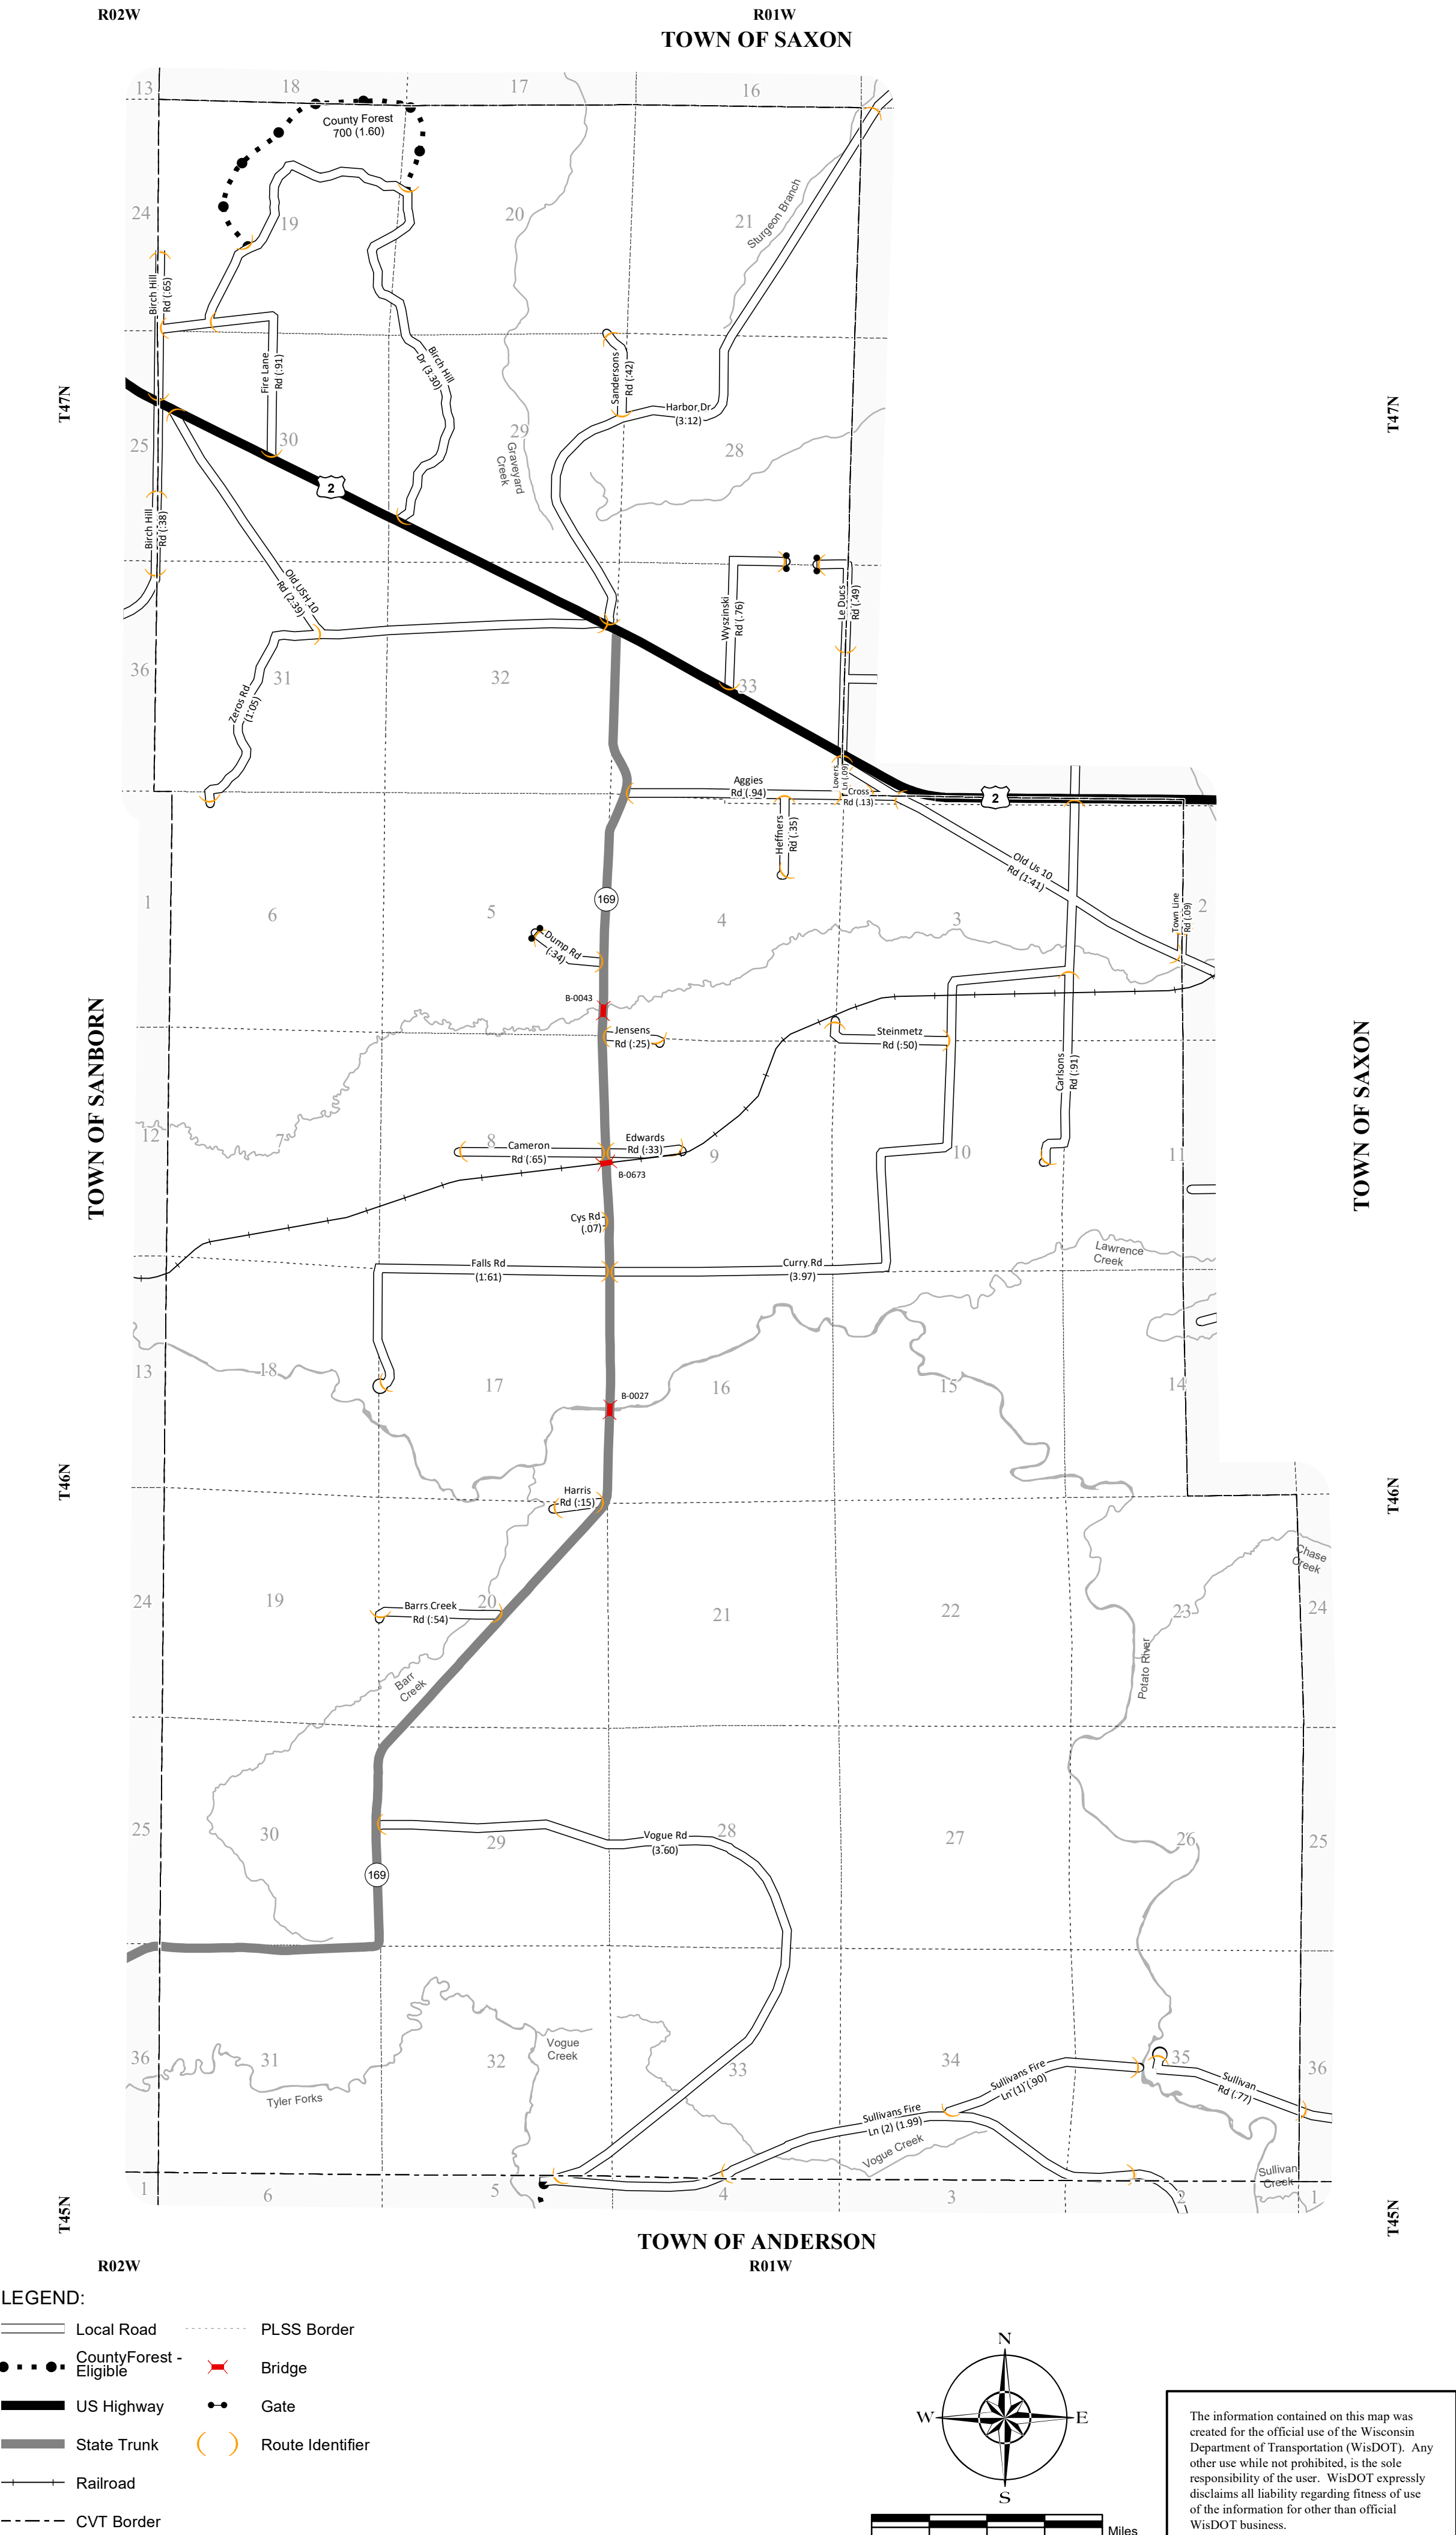 R02W
R01W
TOWN OF SAXON
13
18
17
16
County Forest
700 (1.60)
24
19
20
21
Sturgeon Branch
Birch Hill
Rd (.65)
Fire Lane
Rd (.91)
Birch Hill
Dr (3.30)
Sandersons
Rd (.42)
Harbor Dr
(3.12)
T47N
T47N
25
30
29
28
Graveyard
Creek
2
Birch Hill
Rd (.38)
Old USH 10
Rd (2.39)
Wyszinski
Rd (.76)
Le Ducs
Rd (.49)
36
31
32
33
Zeros Rd
(1.05)
Aggies
Rd (.94)
Lovers
Ln (.09)
Cross
Rd (.13)
2
Heffners
Rd (.35)
Old Us 10
Rd (1.41)
Town Line
Rd (.09)
1
6
5
169
4
3
2
Dump Rd
(.34)
B-0043
Jensens
Rd (.25)
Steinmetz
Rd (.50)
Carlsons
Rd (.91)
TOWN OF SANBORN
TOWN OF SAXON
12
7
8
Cameron
Rd (.65)
Edwards
Rd (.33)
9
10
11
B-0673
Cys Rd
(.07)
Falls Rd
(1.61)
Curry Rd
(3.97)
Lawrence
Creek
13
18
17
16
15
14
B-0027
T46N
T46N
Harris
Rd (.15)
Chase
Creek
24
19
20
21
22
23
24
Barrs Creek
Rd (.54)
Barr
Creek
Potato River
25
30
29
28
27
26
25
Vogue Rd
(3.60)
169
36
31
32
33
34
35
36
Vogue
Creek
Tyler Forks
Sullivans Fire
Ln (1) (.90)
Sullivan
Rd (.77)
Sullivans Fire
Ln (2) (1.99)
Vogue Creek
Sullivan
Creek
1
6
5
4
3
2
1
T45N
T45N
TOWN OF ANDERSON
R02W
R01W
LEGEND:
Local Road
PLSS Border
CountyForest -
Eligible
Bridge
US Highway
Gate
State Trunk
Route Identifier
Railroad
CVT Border
N
W
E
S
Miles
The information contained on this map was
created for the official use of the Wisconsin
Department of Transportation (WisDOT). Any
other use while not prohibited, is the sole
responsibility of the user. WisDOT expressly
disclaims all liability regarding fitness of use
of the information for other than official
WisDOT business.